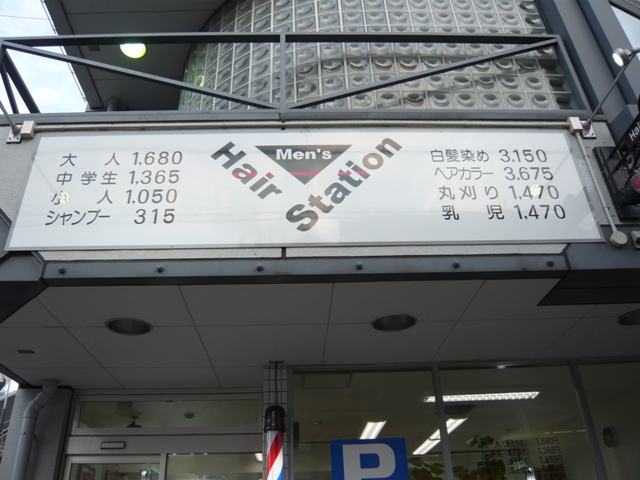 大人 1.680
中学生 1.365
小人 1.050
シャンプー 315
Men's
Hair Station
白髪染め 3.150
ヘアカラー 3.675
丸刈り 1.470
乳児 1.470
P